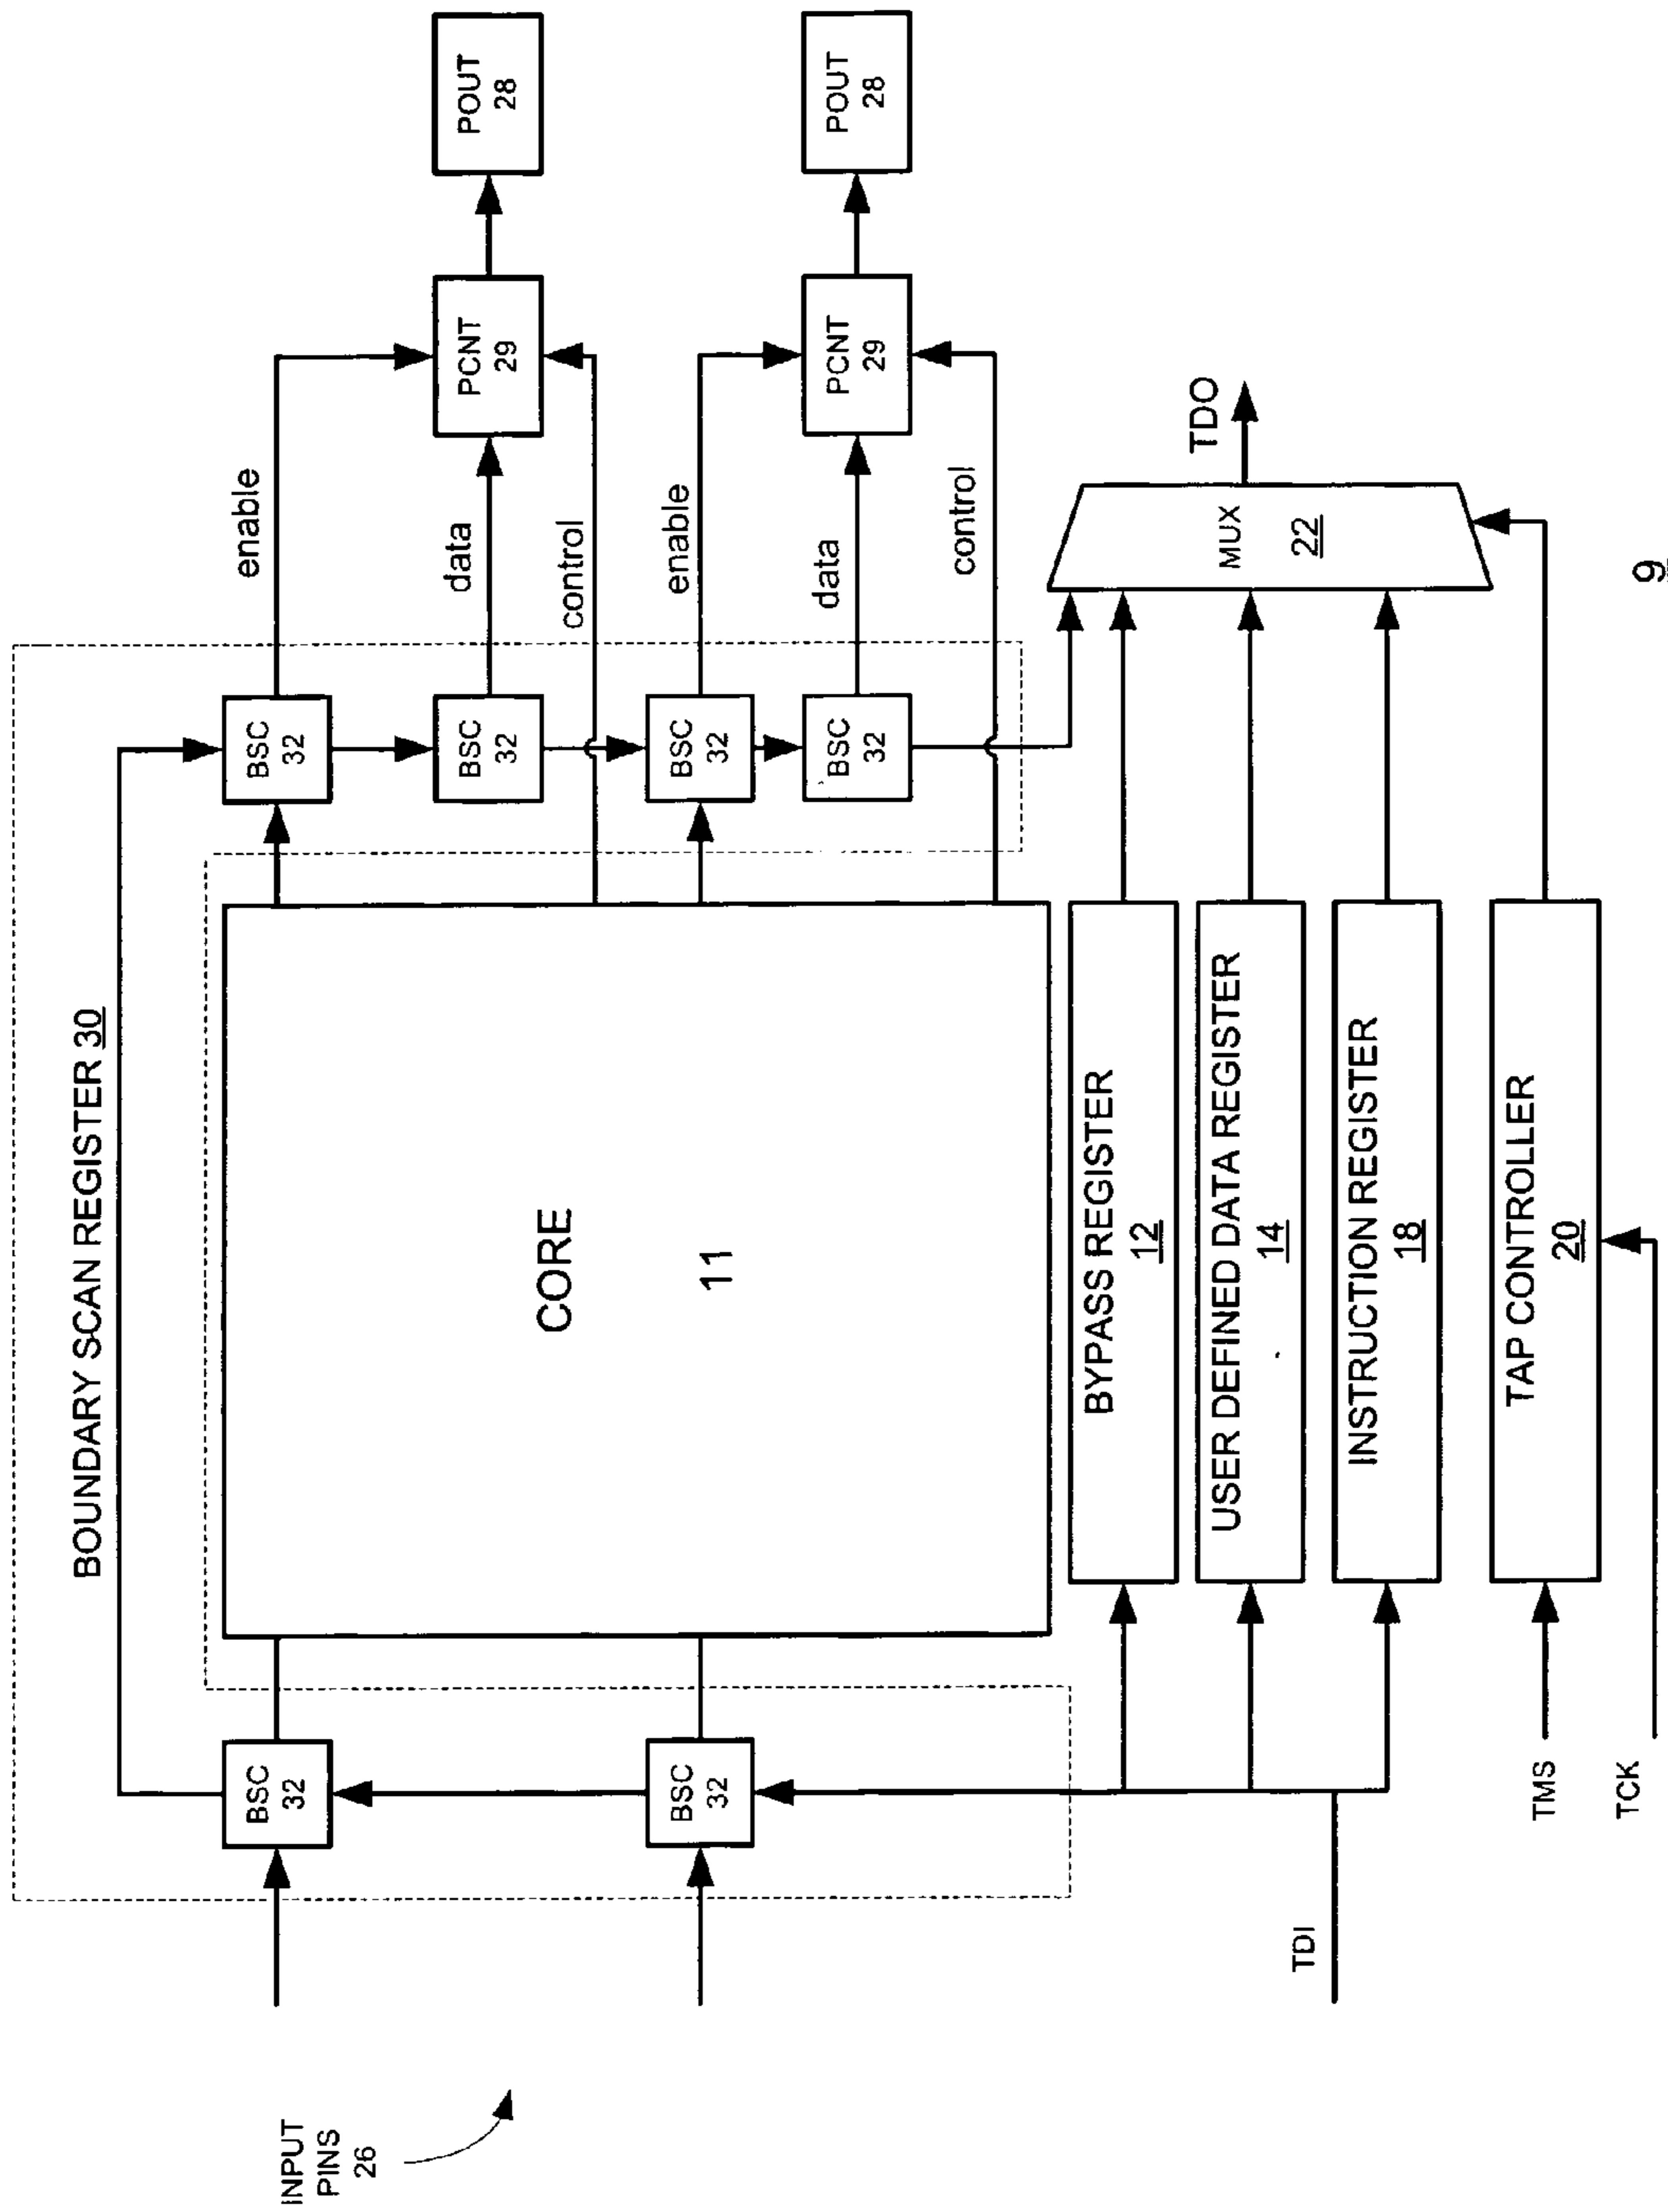 BOUNDARY SCAN REGISTER 30
INPUT
PINS
26
BSC
32
BSC
32
CORE
11
BSC
32
BSC
32
BSC
32
BSC
32
enable
data
control
enable
data
control
PCNT
29
PCNT
29
POUT
28
POUT
28
BYPASS REGISTER
12
USER DEFINED DATA REGISTER
14
INSTRUCTION REGISTER
18
TAP CONTROLLER
20
TDI
TMS
TCK
MUX
22
TDO
9